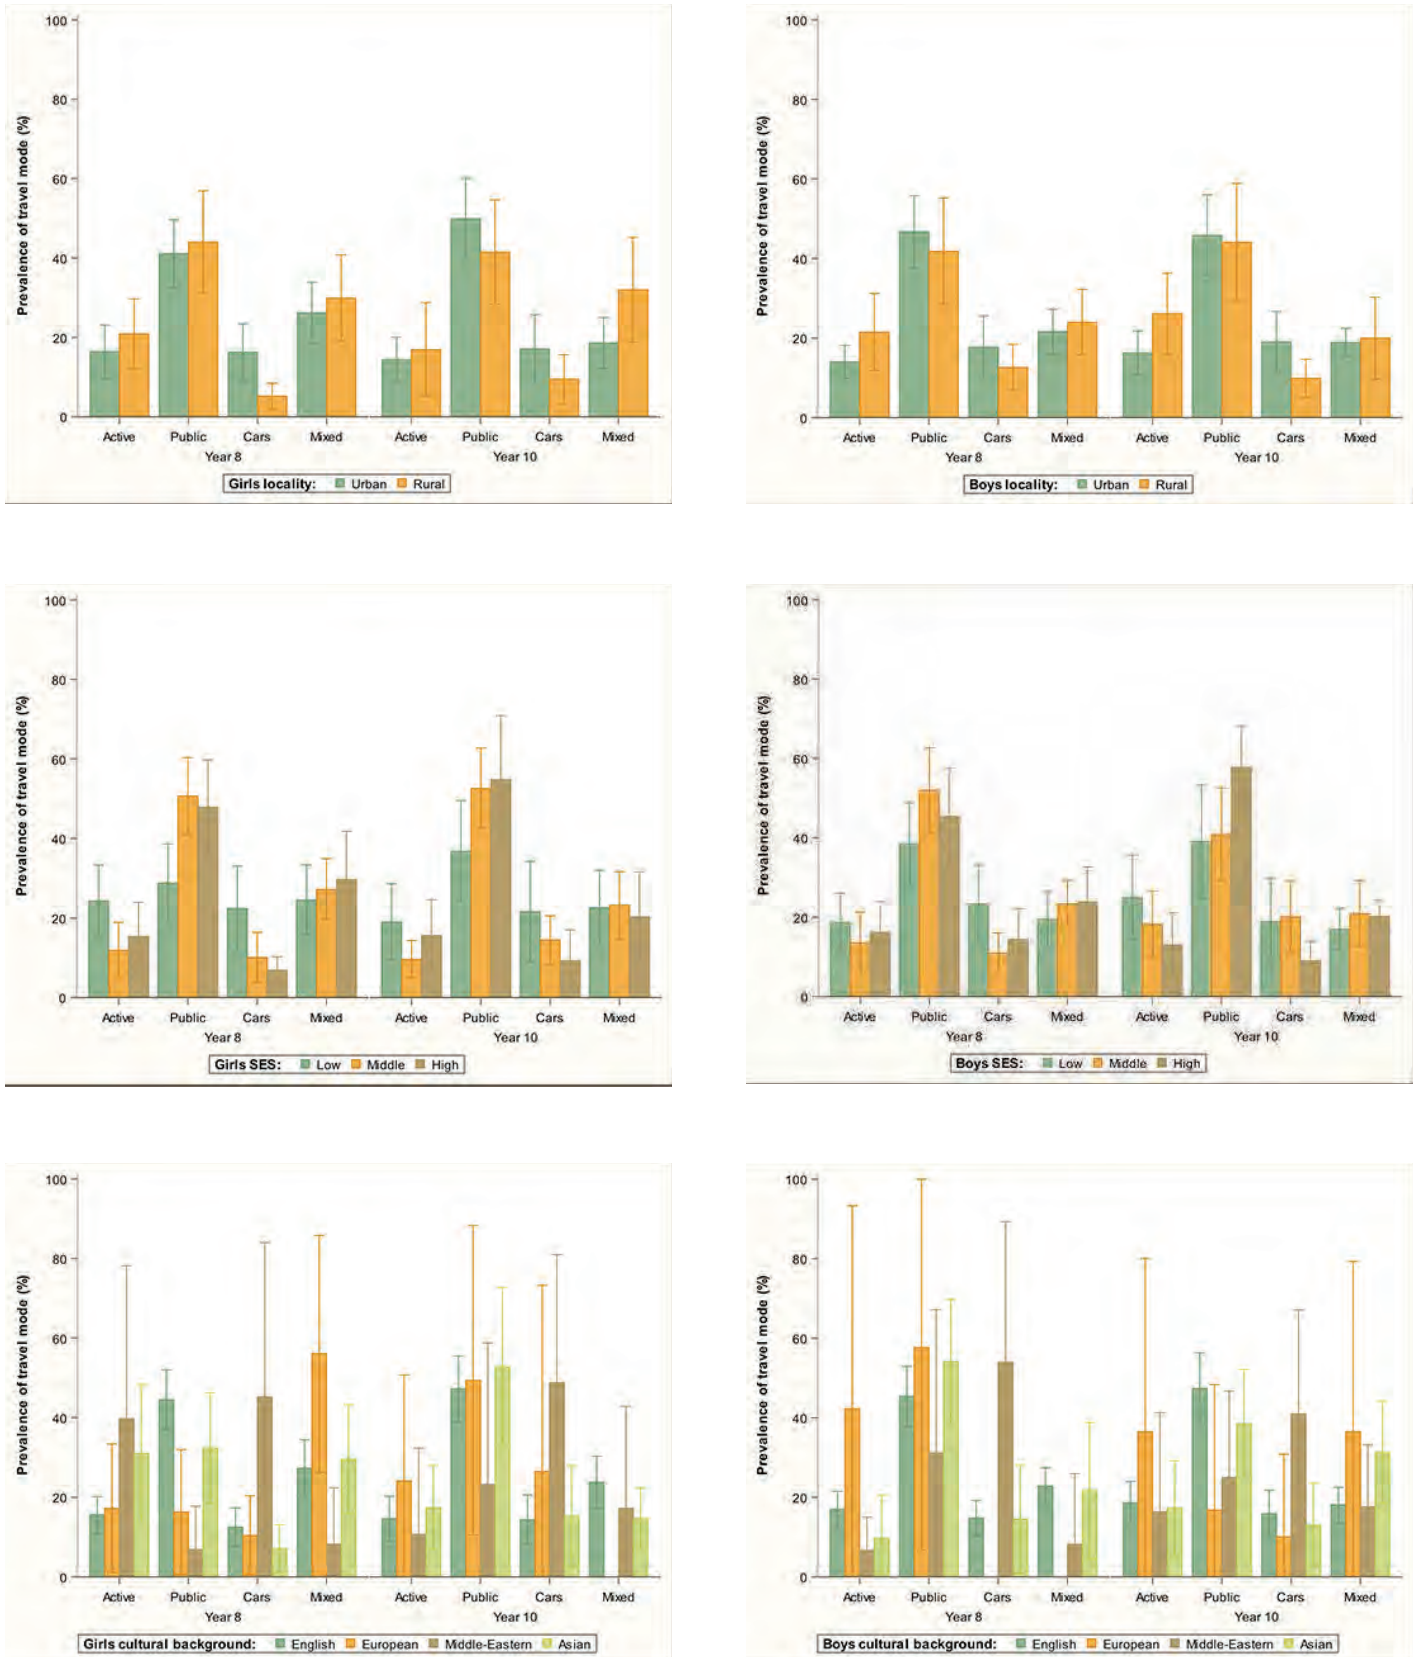 Prevalence of travel mode (%)
100
80
60
40
20
0
Active Public Cars Mixed Active Public Cars Mixed
Year 8 Year 10
Girls locality: Urban Rural
Prevalence of travel mode (%)
100
80
60
40
20
0
Active Public Cars Mixed Active Public Cars Mixed
Year 8 Year 10
Boys locality: Urban Rural
Prevalence of travel mode (%)
100
80
60
40
20
0
Active Public Cars Mixed Active Public Cars Mixed
Year 8 Year 10
Girls SES: Low Middle High
Prevalence of travel mode (%)
100
80
60
40
20
0
Active Public Cars Mixed Active Public Cars Mixed
Year 8 Year 10
Boys SES: Low Middle High
Prevalence of travel mode (%)
100
80
60
40
20
0
Active Public Cars Mixed Active Public Cars Mixed
Year 8 Year 10
Girls cultural background: English European Middle-Eastern Asian
Prevalence of travel mode (%)
100
80
60
40
20
0
Active Public Cars Mixed Active Public Cars Mixed
Year 8 Year 10
Boys cultural background: English European Middle-Eastern Asian